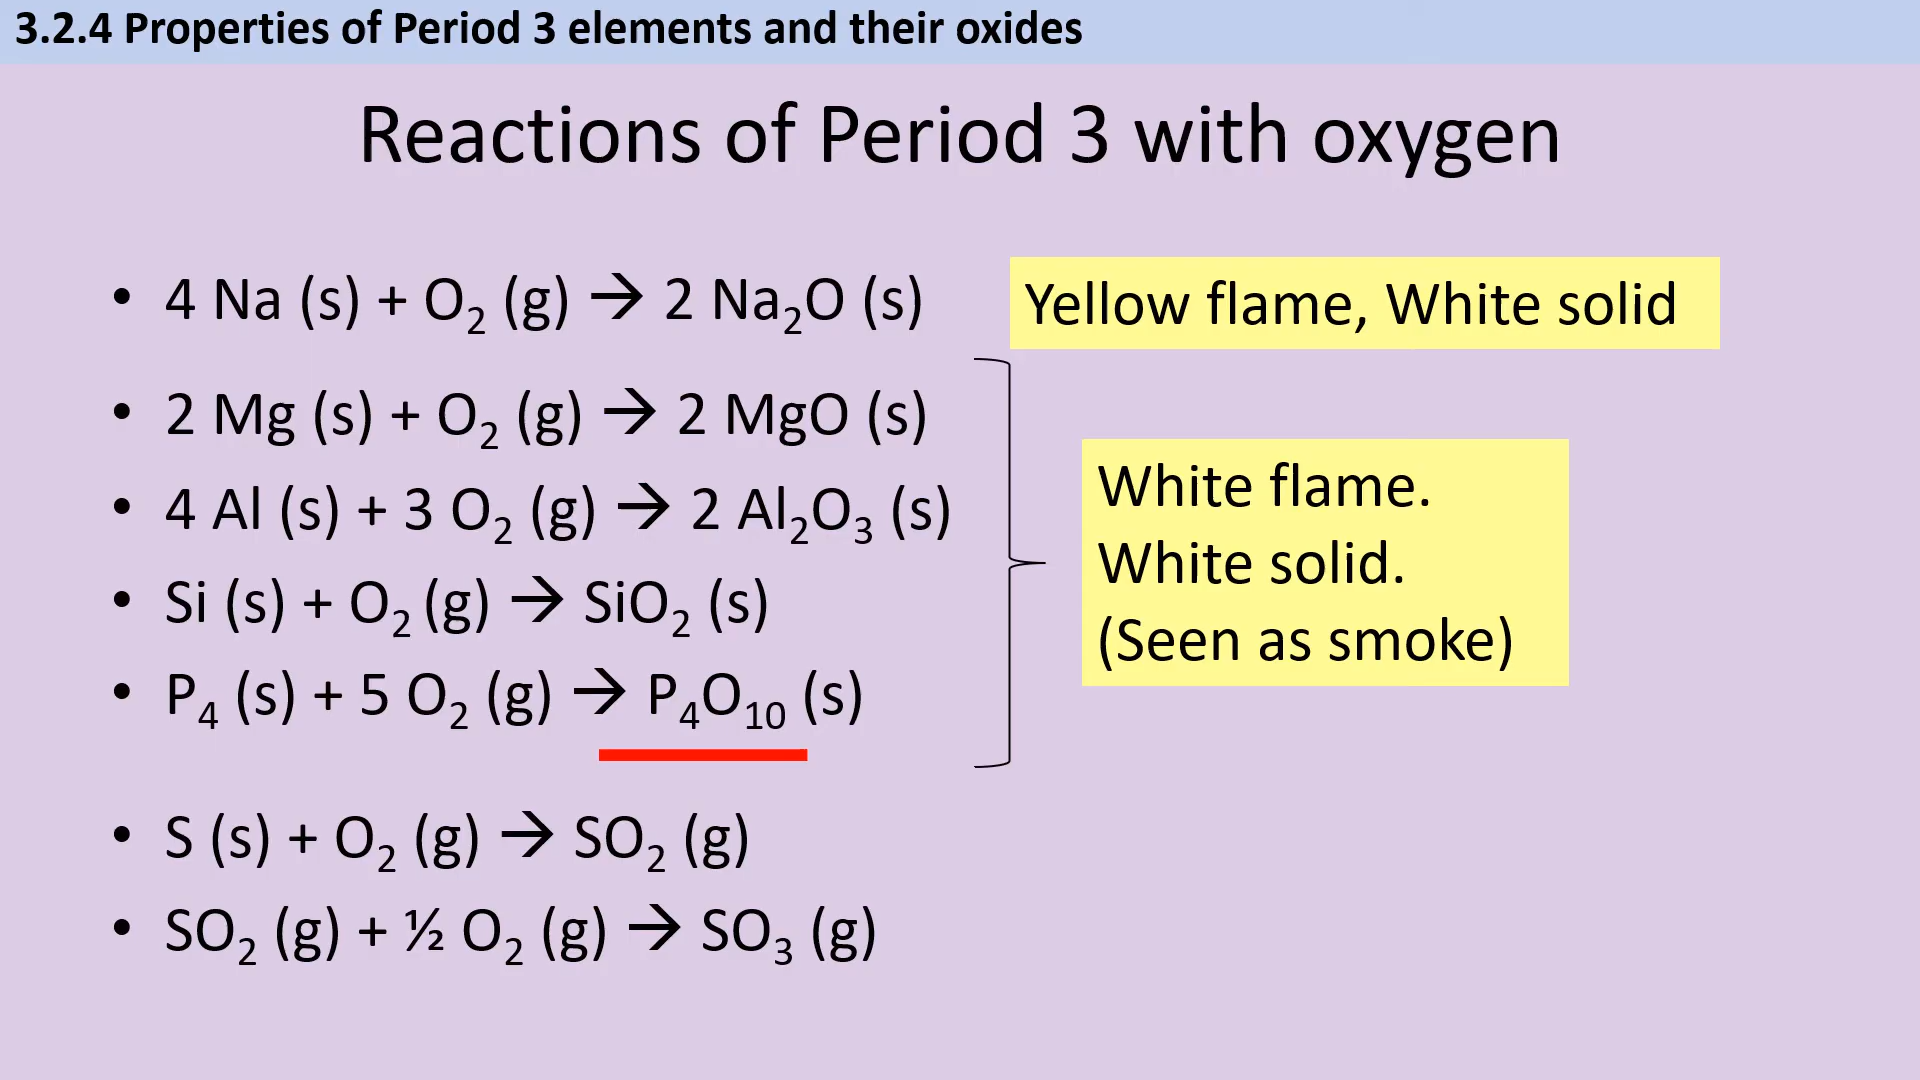 3.2.4 Properties of Period 3 elements and their oxides
Reactions of Period 3 with oxygen
• 4 Na (s) + O₂ (g) → 2 Na₂O (s)
Yellow flame, White solid
• 2 Mg (s) + O₂ (g) → 2 MgO (s)
• 4 Al (s) + 3 O₂ (g) → 2 Al₂O₃ (s)
• Si (s) + O₂ (g) → SiO₂ (s)
• P₄ (s) + 5 O₂ (g) → P₄O₁₀ (s)
White flame.
White solid.
(Seen as smoke)
• S (s) + O₂ (g) → SO₂ (g)
• SO₂ (g) + ½ O₂ (g) → SO₃ (g)